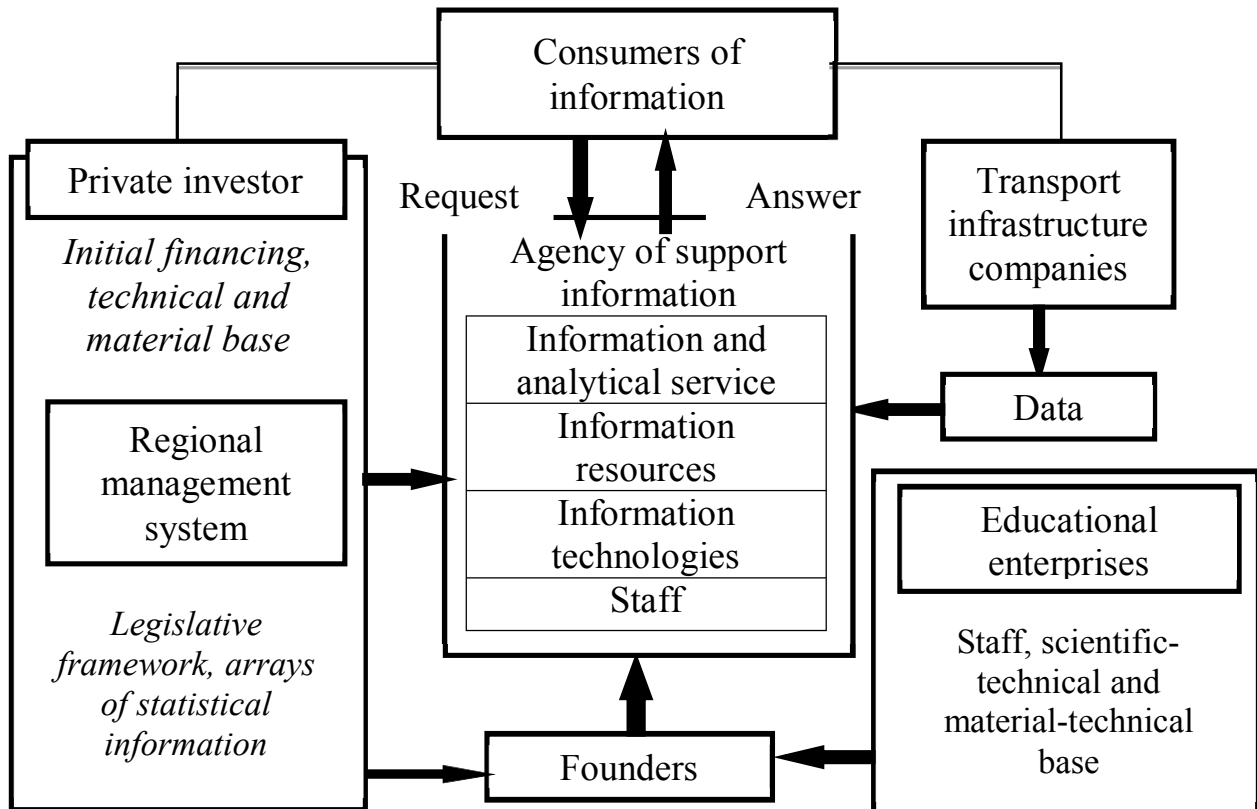 Consumers of
information
Private investor
Initial financing,
technical and
material base
Regional
management
system
Legislative
framework, arrays
of statistical
information
Request
Answer
Agency of support
information
Information and
analytical service
Information
resources
Information
technologies
Staff
Founders
Transport
infrastructure
companies
Data
Educational
enterprises
Staff, scientific-
technical and
material-technical
base